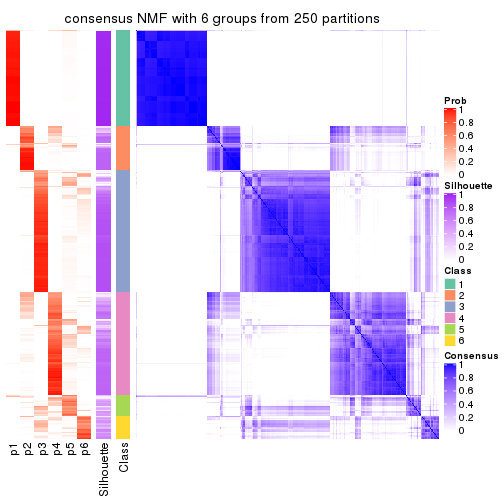 consensus NMF with 6 groups from 250 partitions
Prob
1
0.8
0.6
0.4
0.2
0
Silhouette
1
0.8
0.6
0.4
0.2
0
Class
1
2
3
4
5
6
Consensus
1
0.8
0.6
0.4
0.2
0
p1
p2
p3
p4
p5
p6
Silhouette
Class